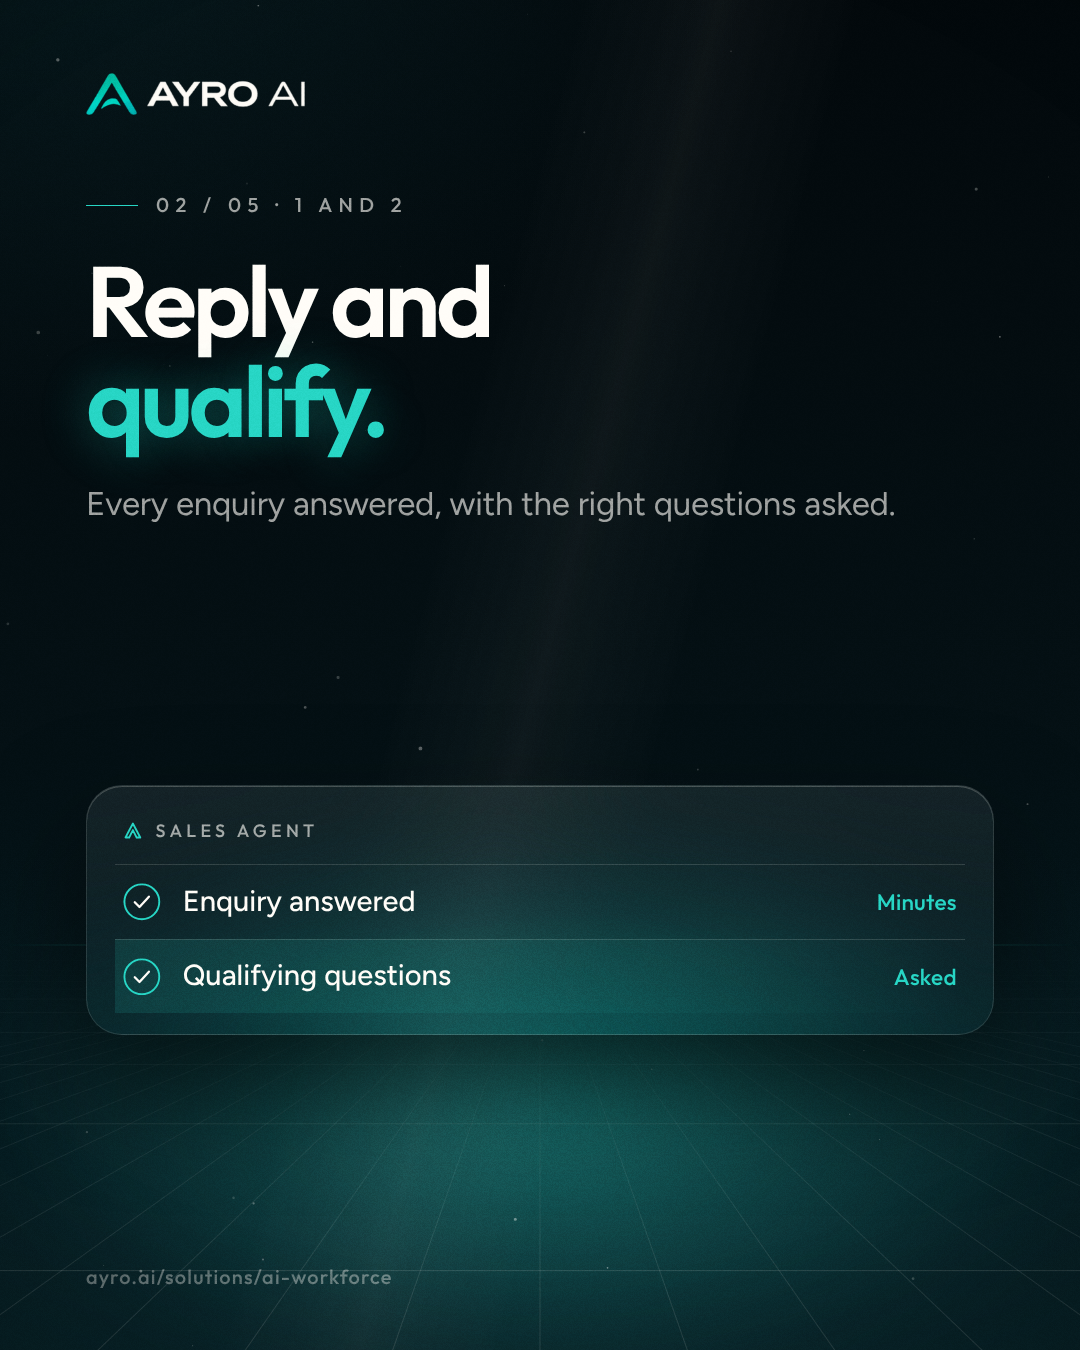 AYRO AI
02 / 05 · 1 AND 2
Reply and
qualify.
Every enquiry answered, with the right questions asked.
SALES AGENT
Enquiry answered
Minutes
Qualifying questions
Asked
ayro.ai/solutions/ai-workforce